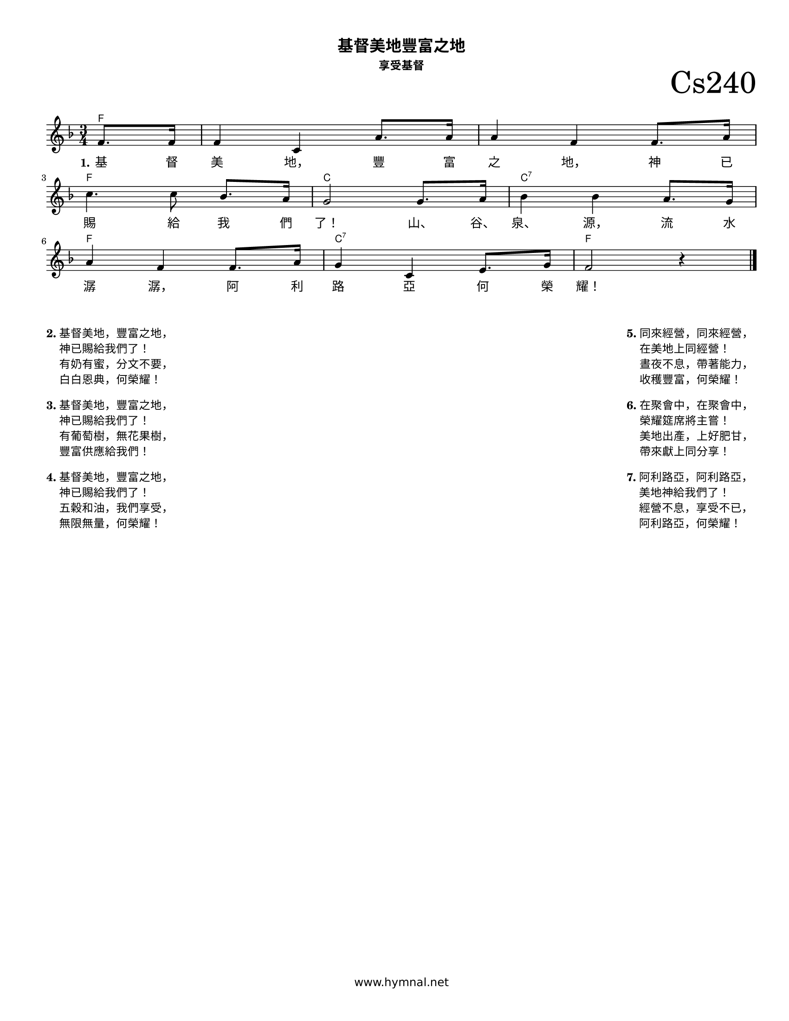 基督美地豐富之地
享受基督
Cs240
F
1. 基 督 美 地， 豐 富 之 地， 神 已
3 F C C7
賜 給 我 們 了！ 山、 谷、 泉、 源， 流 水
6 F C7 F
潺 潺， 阿 利 路 亞 何 榮 耀！
2. 基督美地，豐富之地，
神已賜給我們了！
有奶有蜜，分文不要，
白白恩典，何榮耀！
3. 基督美地，豐富之地，
神已賜給我們了！
有葡萄樹，無花果樹，
豐富供應給我們！
4. 基督美地，豐富之地，
神已賜給我們了！
五穀和油，我們享受，
無限無量，何榮耀！
5. 同來經營，同來經營，
在美地上同經營！
晝夜不息，帶著能力，
收穫豐富，何榮耀！
6. 在聚會中，在聚會中，
榮耀筵席將主嘗！
美地出產，上好肥甘，
帶來獻上同分享！
7. 阿利路亞，阿利路亞，
美地神給我們了！
經營不息，享受不已，
阿利路亞，何榮耀！
www.hymnal.net